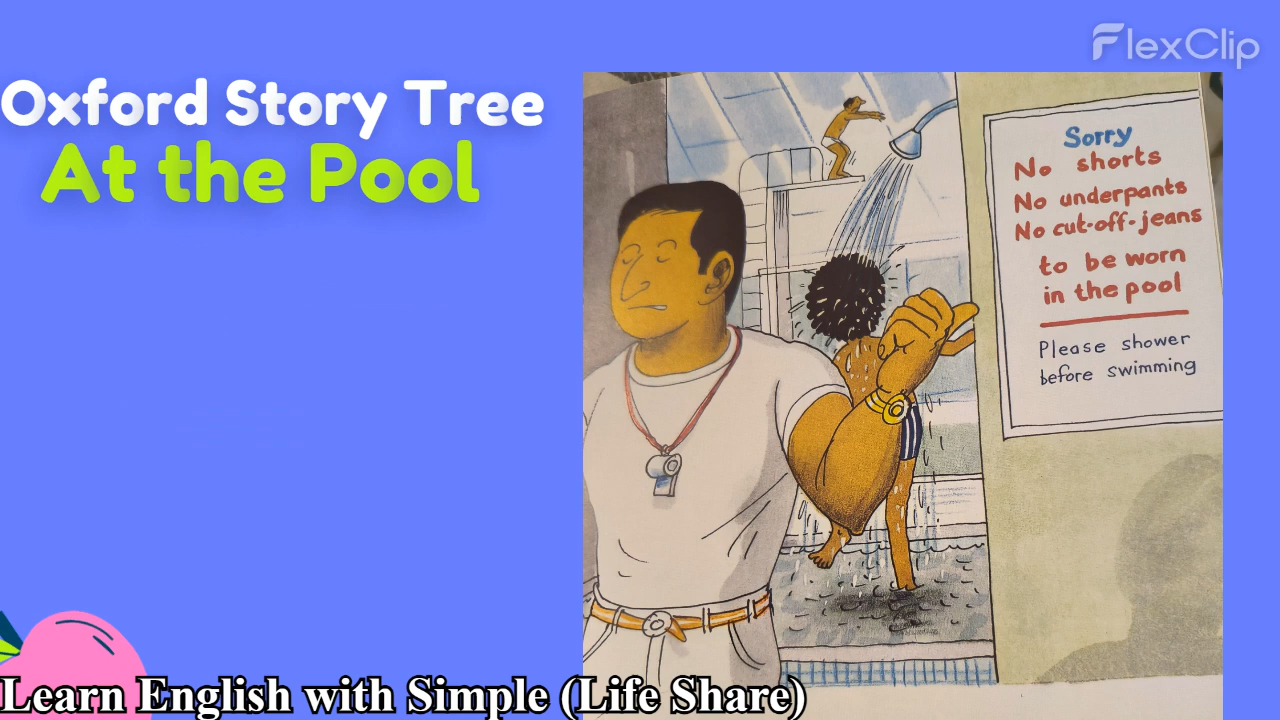 FlexClip
Oxford Story Tree
At the Pool
Sorry
No shorts
No underpants
No cut-off-jeans
to be worn
in the pool
Please shower
before swimming
Learn English with Simple (Life Share)